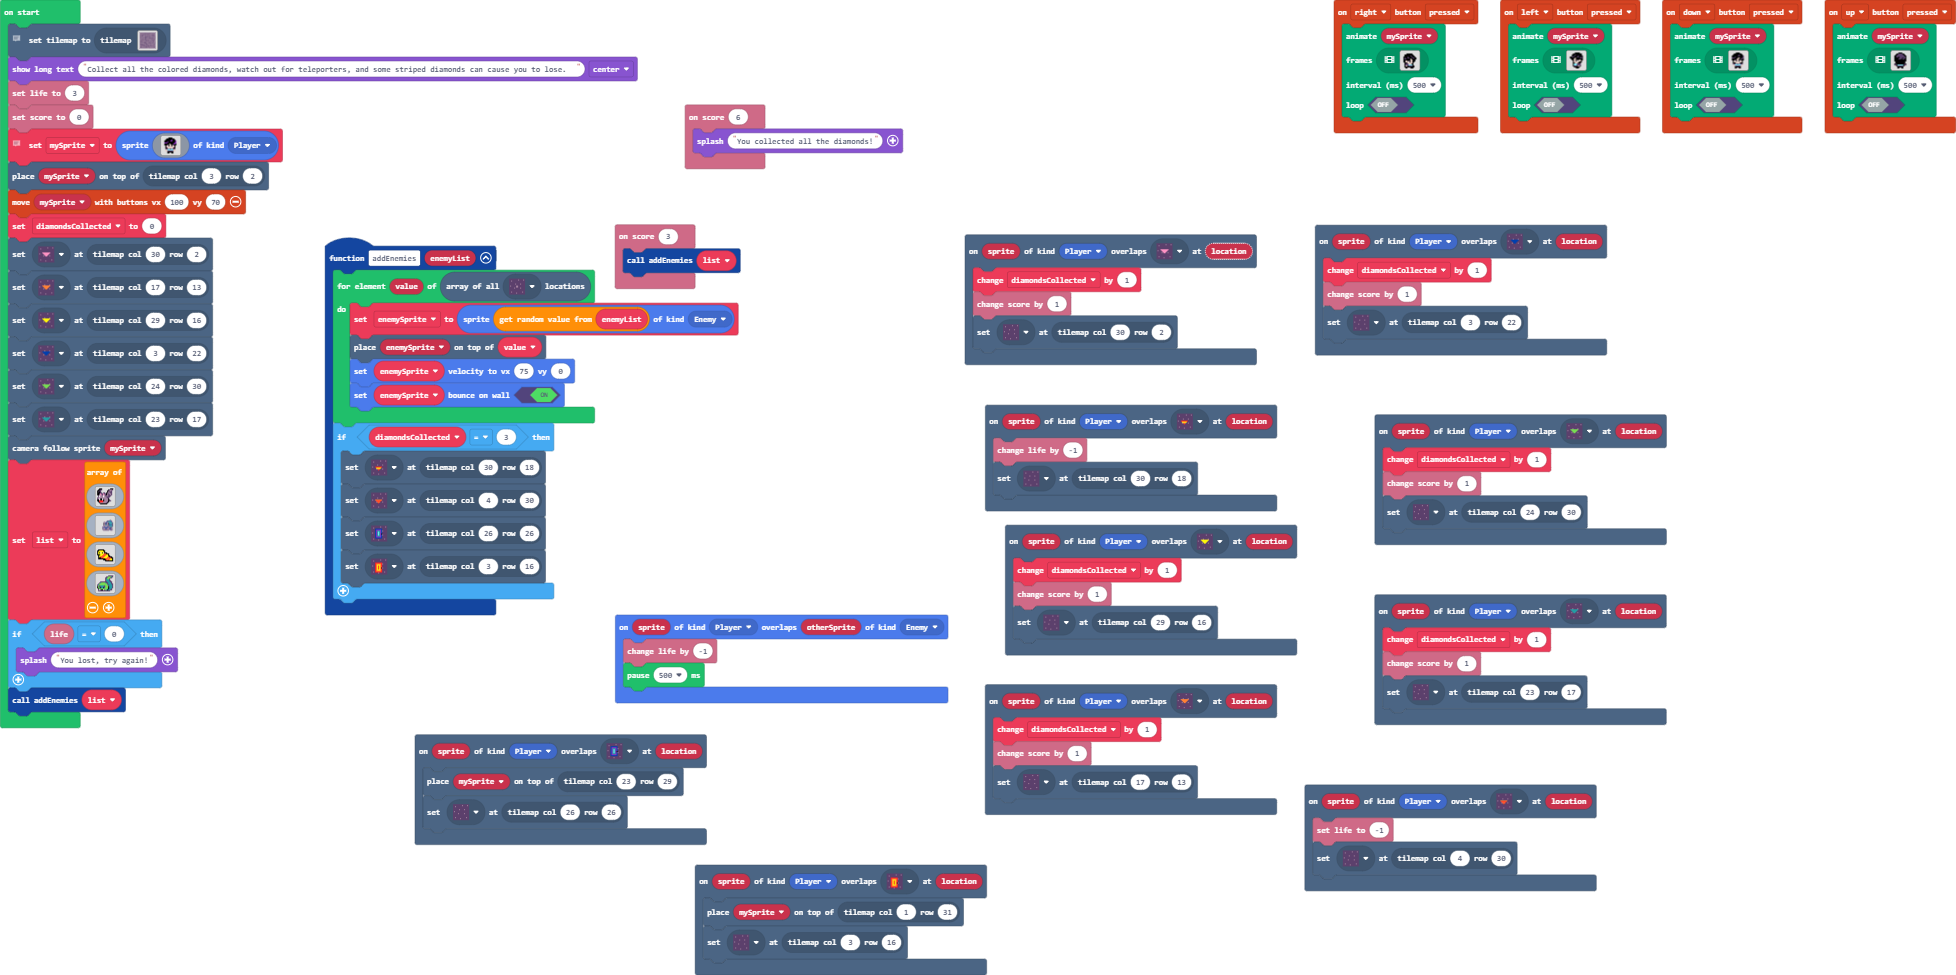 on start
set tilemap to tilemap
show long text "Collect all the colored diamonds, watch out for teleporters, and some striped diamonds can cause you to lose. " center
set life to 3
set score to 0
set mySprite to sprite of kind Player
place mySprite on top of tilemap col 3 row 2
move mySprite with buttons vx 100 vy 70
set diamondsCollected to 0
set at tilemap col 30 row 2
set at tilemap col 17 row 13
set at tilemap col 29 row 16
set at tilemap col 3 row 22
set at tilemap col 24 row 30
set at tilemap col 23 row 17
camera follow sprite mySprite
array of
set list to
if life = 0 then
splash "You lost, try again!"
call addEnemies list
function addEnemies enemyList
for element value of array of all locations
do
set enemySprite to sprite get random value from enemyList of kind Enemy
place enemySprite on top of value
set enemySprite velocity to vx 75 vy 0
set enemySprite bounce on wall ON
if diamondsCollected = 3 then
set at tilemap col 30 row 18
set at tilemap col 4 row 30
set at tilemap col 26 row 26
set at tilemap col 3 row 16
on score 6
splash "You collected all the diamonds!"
on score 3
call addEnemies list
on sprite of kind Player overlaps otherSprite of kind Enemy
change life by -1
pause 500 ms
on sprite of kind Player overlaps at location
place mySprite on top of tilemap col 23 row 29
set at tilemap col 26 row 26
on sprite of kind Player overlaps at location
place mySprite on top of tilemap col 1 row 31
set at tilemap col 3 row 16
on sprite of kind Player overlaps at location
change diamondsCollected by 1
change score by 1
set at tilemap col 30 row 2
on sprite of kind Player overlaps at location
change life by -1
set at tilemap col 30 row 18
on sprite of kind Player overlaps at location
change diamondsCollected by 1
change score by 1
set at tilemap col 29 row 16
on sprite of kind Player overlaps at location
change diamondsCollected by 1
change score by 1
set at tilemap col 17 row 13
on right button pressed
animate mySprite
frames
interval (ms) 500
loop OFF
on left button pressed
animate mySprite
frames
interval (ms) 500
loop OFF
on down button pressed
animate mySprite
frames
interval (ms) 500
loop OFF
on up button pressed
animate mySprite
frames
interval (ms) 500
loop OFF
on sprite of kind Player overlaps at location
change diamondsCollected by 1
change score by 1
set at tilemap col 3 row 22
on sprite of kind Player overlaps at location
change diamondsCollected by 1
change score by 1
set at tilemap col 24 row 30
on sprite of kind Player overlaps at location
change diamondsCollected by 1
change score by 1
set at tilemap col 23 row 17
on sprite of kind Player overlaps at location
set life to -1
set at tilemap col 4 row 30